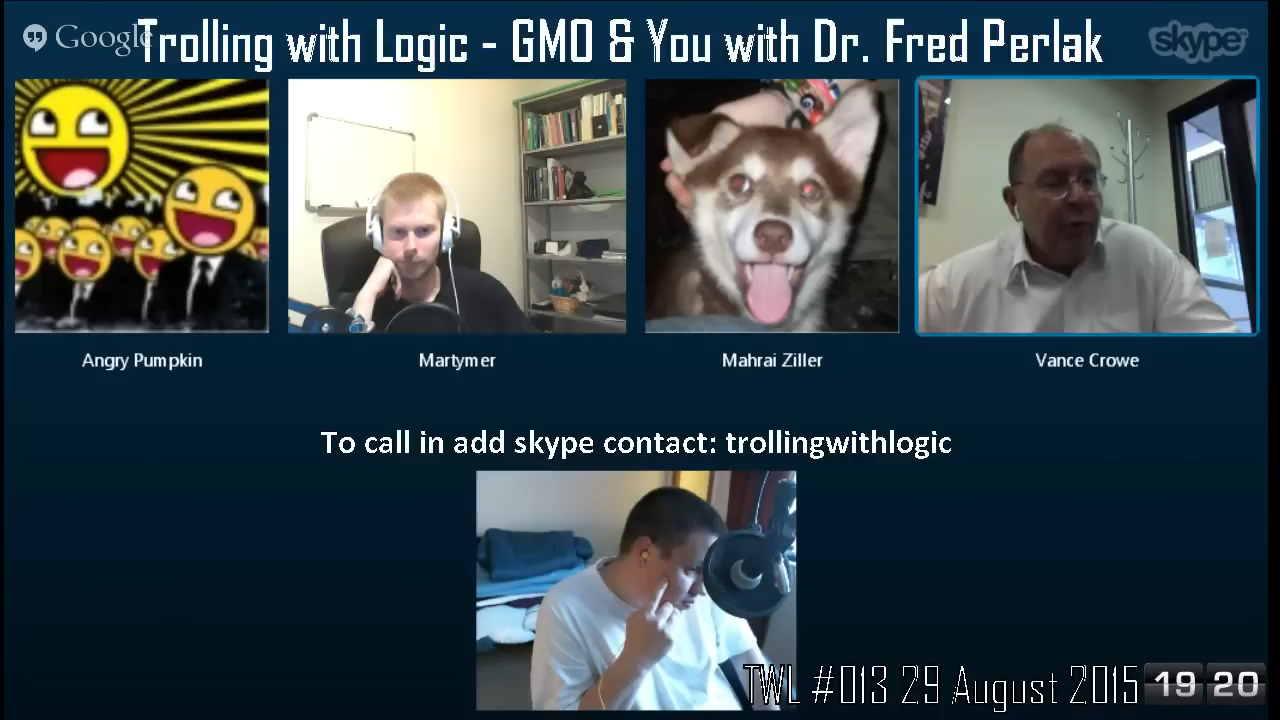 Google
Trolling with Logic - GMO & You with Dr. Fred Perlak
skype
Angry Pumpkin
Martymer
Mahrai Ziller
Vance Crowe
To call in add skype contact: trollingwithlogic
TWL #013 29 August 2015 19 20